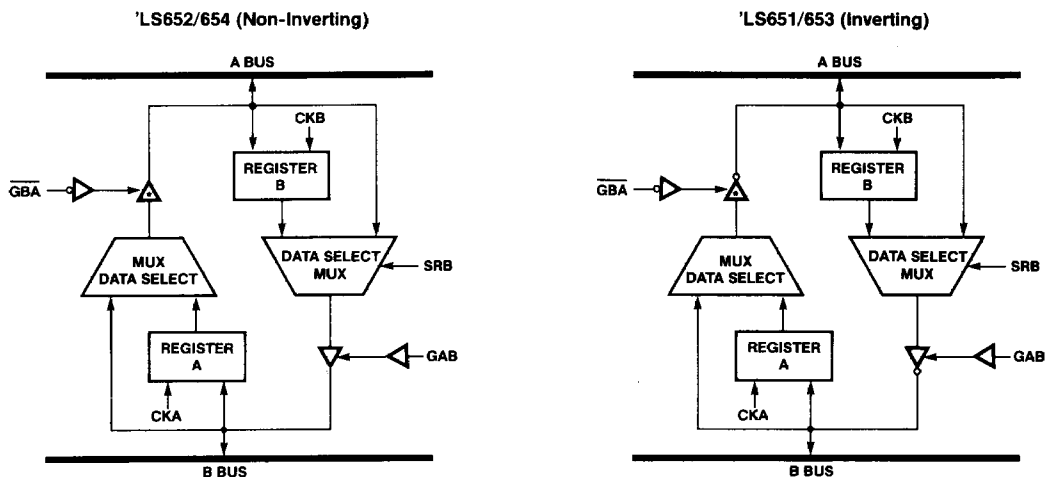 'LS652/654 (Non-Inverting)
A BUS
CKB
REGISTER
B
GBA
*
MUX
DATA SELECT
DATA SELECT
MUX
SRB
REGISTER
A
GAB
CKA
B BUS
'LS651/653 (Inverting)
A BUS
CKB
REGISTER
B
GBA
*
MUX
DATA SELECT
DATA SELECT
MUX
SRB
REGISTER
A
GAB
CKA
B BUS